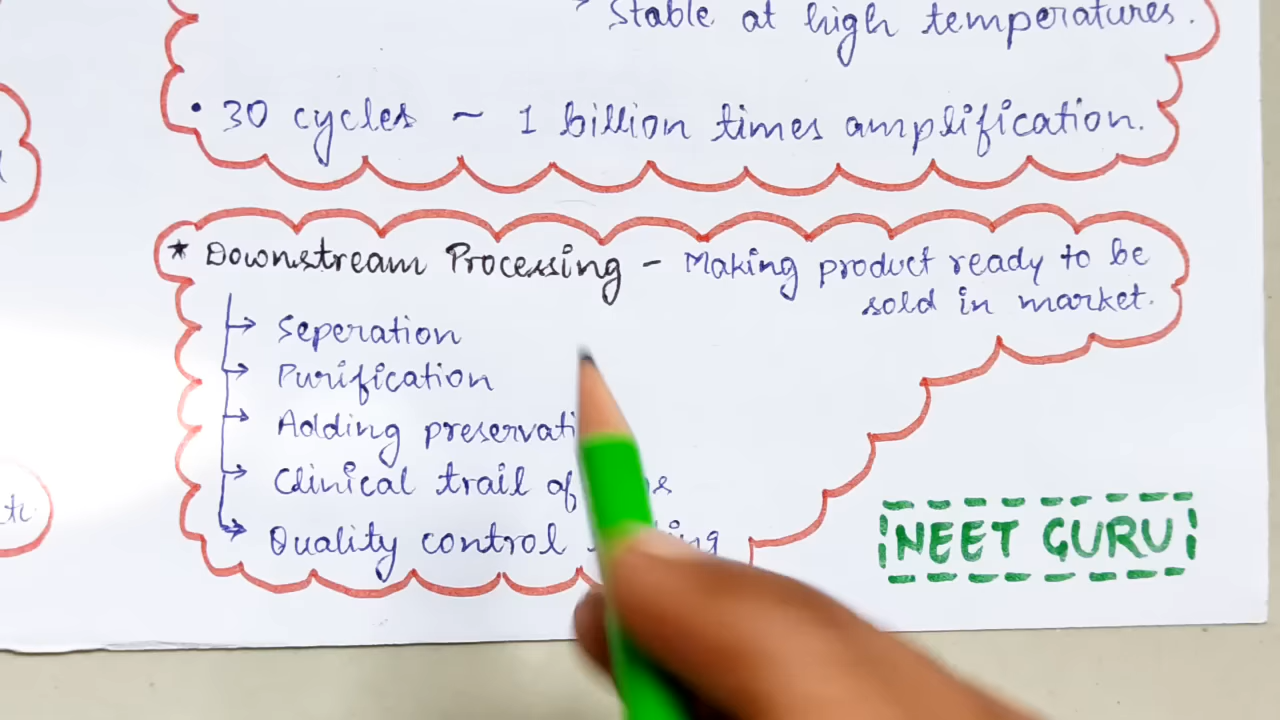 Stable at high temperatures.
• 30 cycles ~ 1 billion times amplification.
* Downstream Processing - Making product ready to be
sold in market.
Seperation
Purification
Adding preservati
Clinical trail of
Quality control
NEET GURU